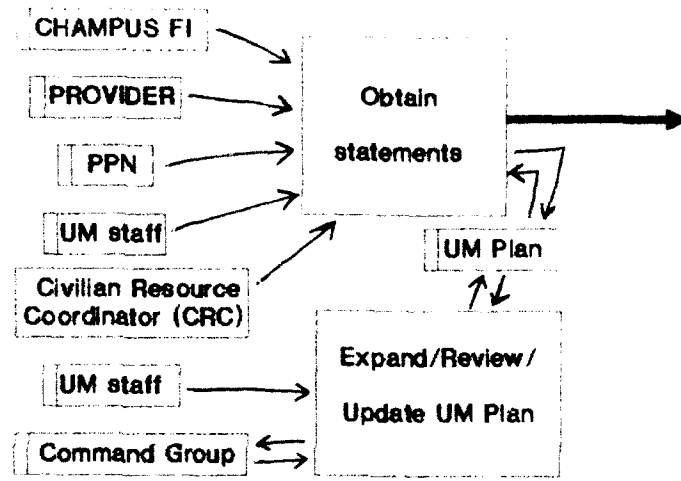 CHAMPUS FI
PROVIDER
PPN
UM staff
Civilian Resource
Coordinator (CRC)
Obtain
statements
UM Plan
UM staff
Command Group
Expand/Review/
Update UM Plan